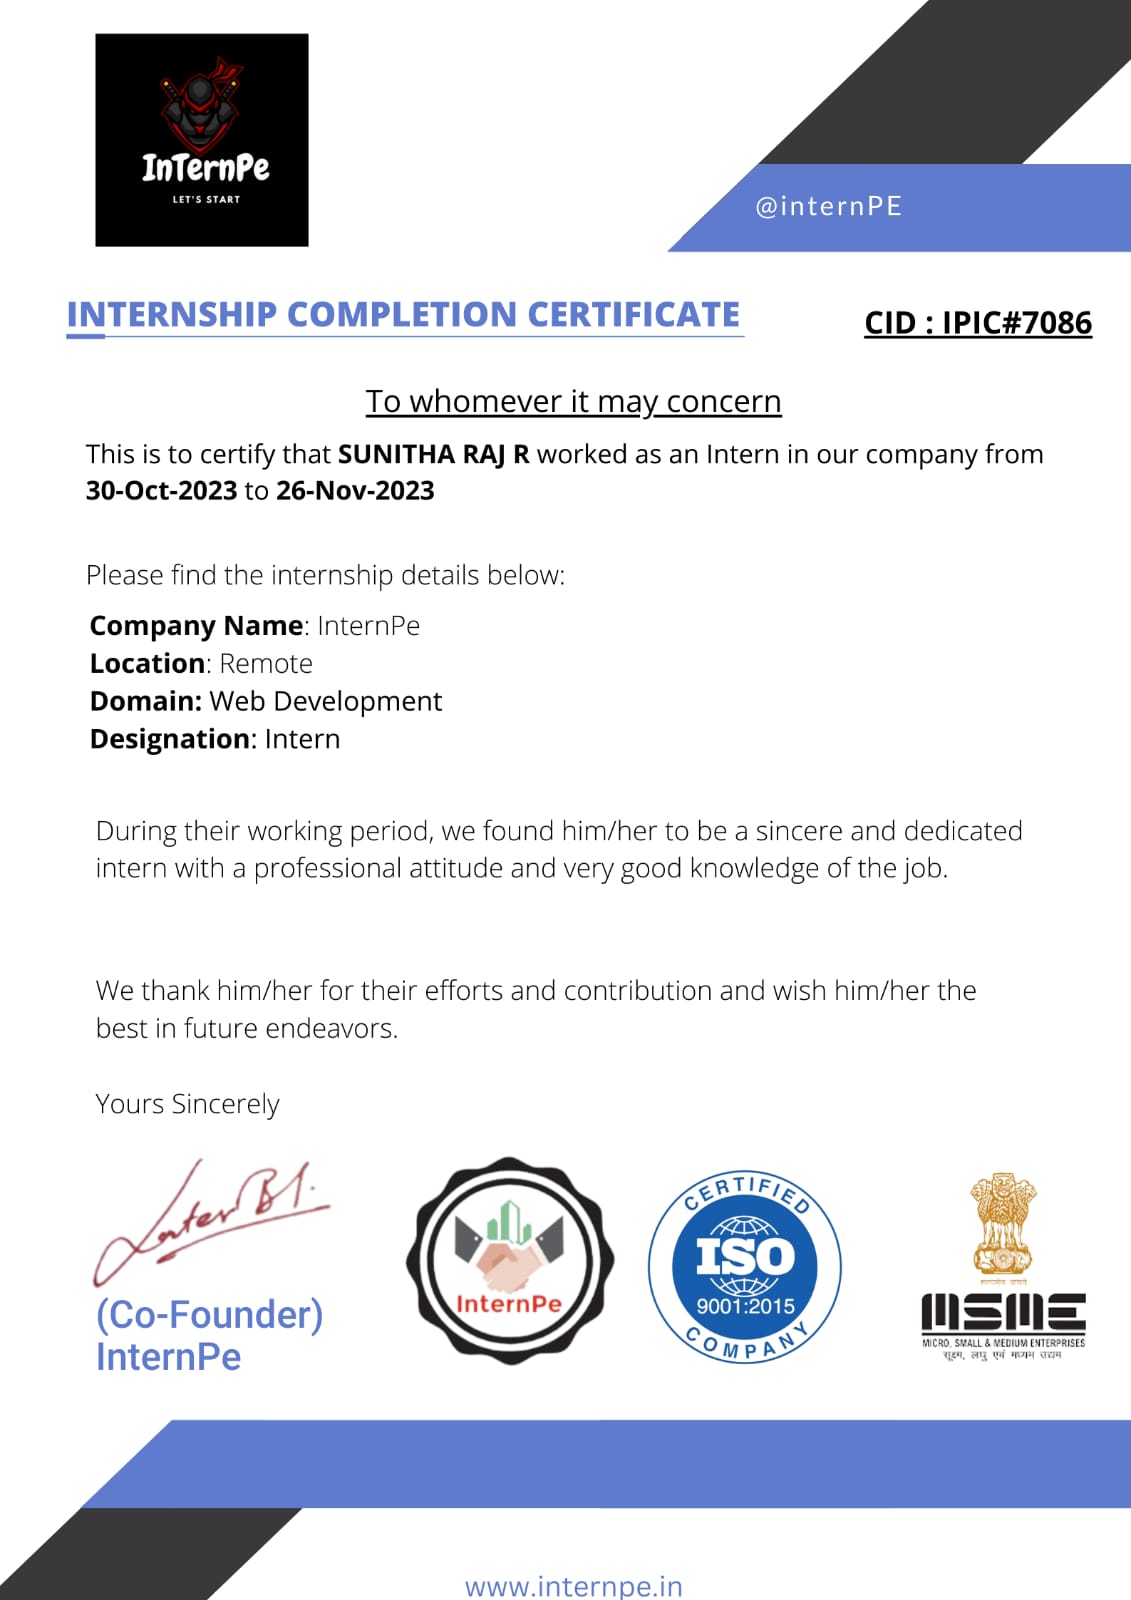 InTernPe
LET'S START
@internPE
INTERNSHIP COMPLETION CERTIFICATE
CID : IPIC#7086
To whomever it may concern
This is to certify that SUNITHA RAJ R worked as an Intern in our company from
30-Oct-2023 to 26-Nov-2023
Please find the internship details below:
Company Name: InternPe
Location: Remote
Domain: Web Development
Designation: Intern
During their working period, we found him/her to be a sincere and dedicated
intern with a professional attitude and very good knowledge of the job.
We thank him/her for their efforts and contribution and wish him/her the
best in future endeavors.
Yours Sincerely
(Co-Founder)
InternPe
InternPe
CERTIFIED
ISO
9001:2015
COMPANY
सत्यमेव जयते
MSME
MICRO, SMALL & MEDIUM ENTERPRISES
सूक्ष्म, लघु एवं मध्यम उद्यम
www.internpe.in